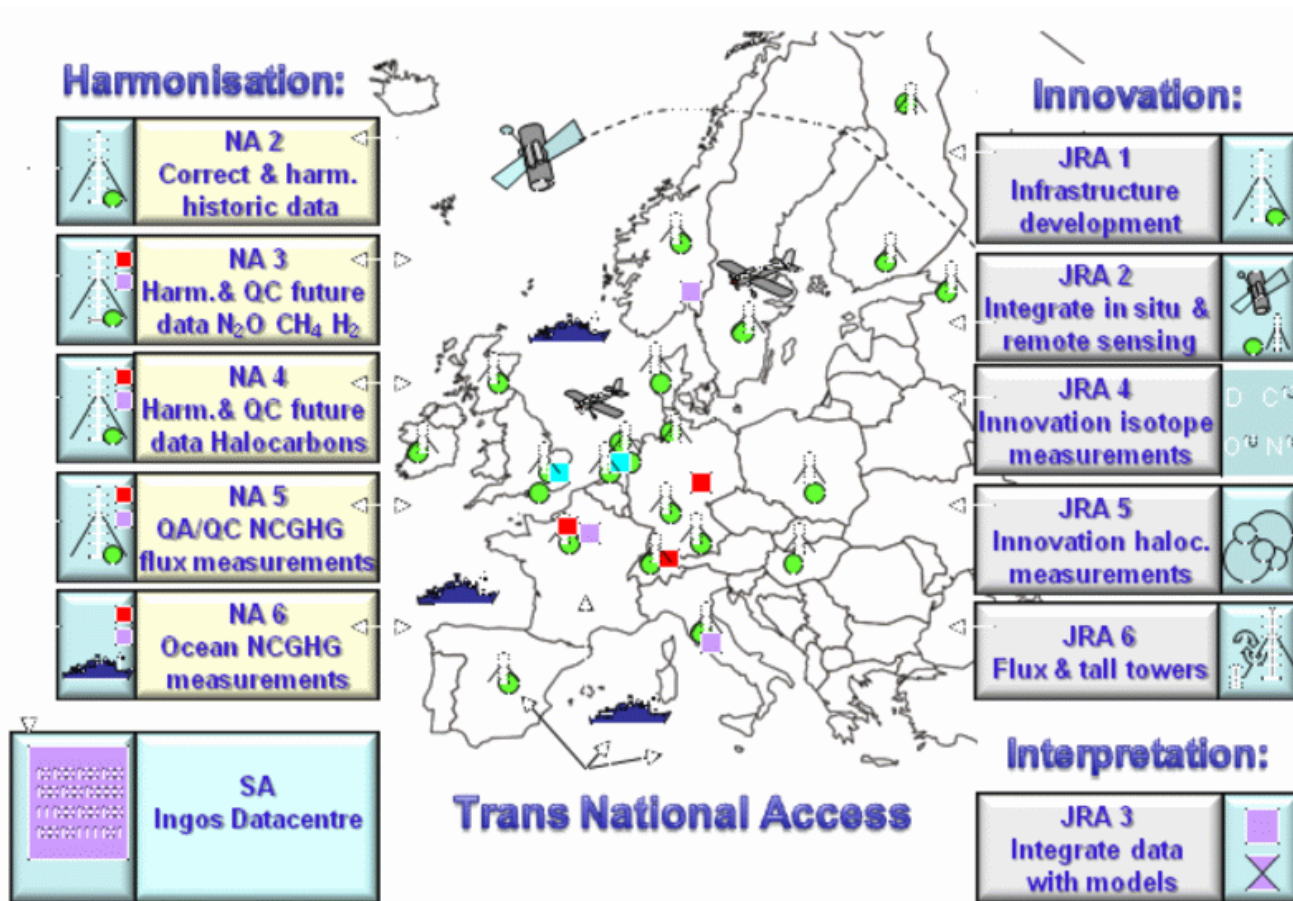 Harmonisation:
NA 2
Correct & harm.
historic data
NA 3
Harm.& QC future
data N₂O CH₄ H₂
NA 4
Harm.& QC future
data Halocarbons
NA 5
QA/QC NCGHG
flux measurements
NA 6
Ocean NCGHG
measurements
SA
Ingos Datacentre
Trans National Access
Innovation:
JRA 1
Infrastructure
development
JRA 2
Integrate in situ &
remote sensing
JRA 4
Innovation isotope
measurements
D C
O N
JRA 5
Innovation haloc.
measurements
JRA 6
Flux & tall towers
Interpretation:
JRA 3
Integrate data
with models